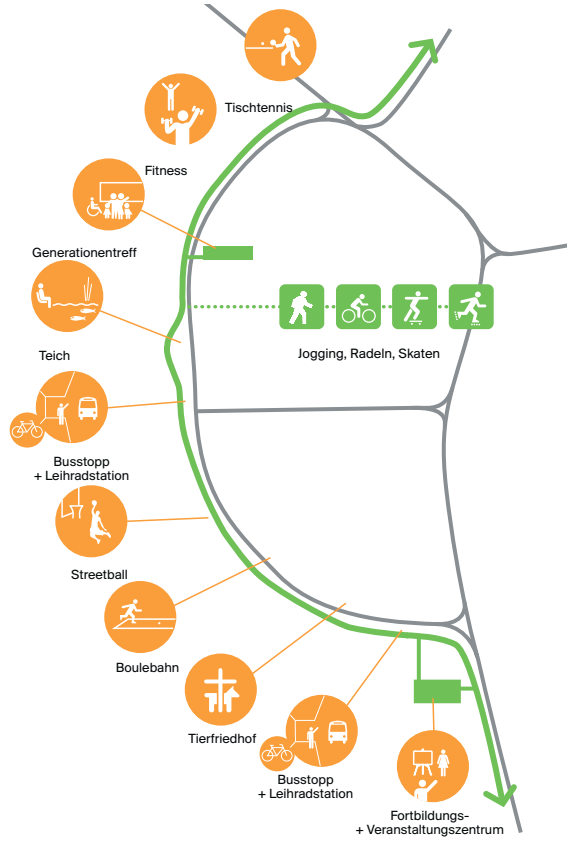 Tischtennis
Fitness
Generationentreff
Jogging, Radeln, Skaten
Teich
Busstopp
+ Leihradstation
Streetball
Boulebahn
Tierfriedhof
Busstopp
+ Leihradstation
Fortbildungs-
+ Veranstaltungszentrum